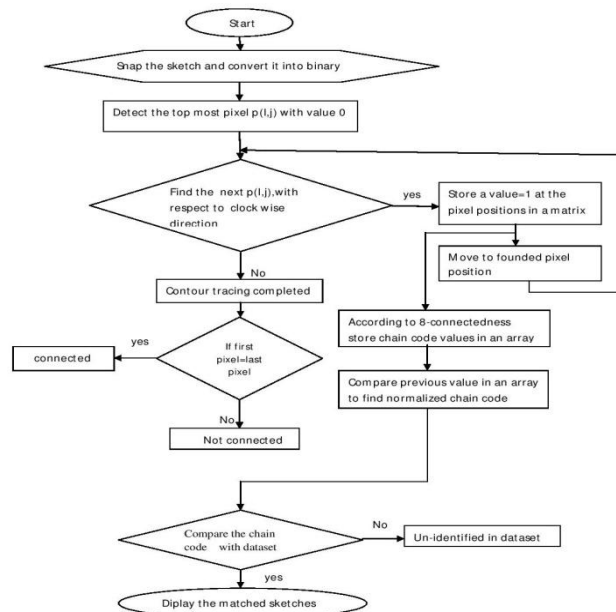 Start
Snap the sketch and convert it into binary
Detect the top most pixel p(I,j) with value 0
Find the next p(I,j),with
respect to clock wise
direction
yes
Store a value=1 at the
pixel positions in a matrix
Move to founded pixel
position
No
Contour tracing completed
According to 8-connectedness
store chain code values in an array
yes
connected
If first
pixel=last
pixel
Compare previous value in an array
to find normalized chain code
No
Not connected
Compare the chain
code with dataset
No
Un-identified in dataset
yes
Diplay the matched sketches